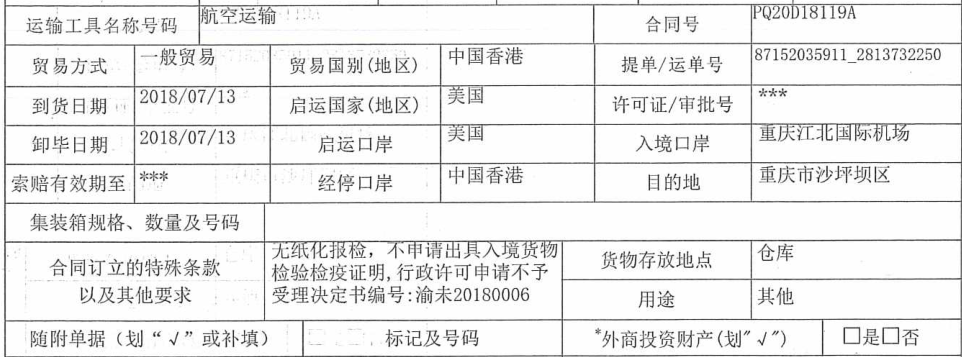 运输工具名称号码 航空运输 合同号 PQ20D18119A
贸易方式 一般贸易 贸易国别(地区) 中国香港 提单/运单号 87152035911_2813732250
到货日期 2018/07/13 启运国家(地区) 美国 许可证/审批号 ***
卸毕日期 2018/07/13 启运口岸 美国 入境口岸 重庆江北国际机场
索赔有效期至 *** 经停口岸 中国香港 目的地 重庆市沙坪坝区
集装箱规格、数量及号码
合同订立的特殊条款
以及其他要求
无纸化报检，不申请出具入境货物
检验检疫证明,行政许可申请不予
受理决定书编号:渝未20180006
货物存放地点 仓库
用途 其他
随附单据（划“√”或补填） 标记及号码 *外商投资财产(划"√") □是□否